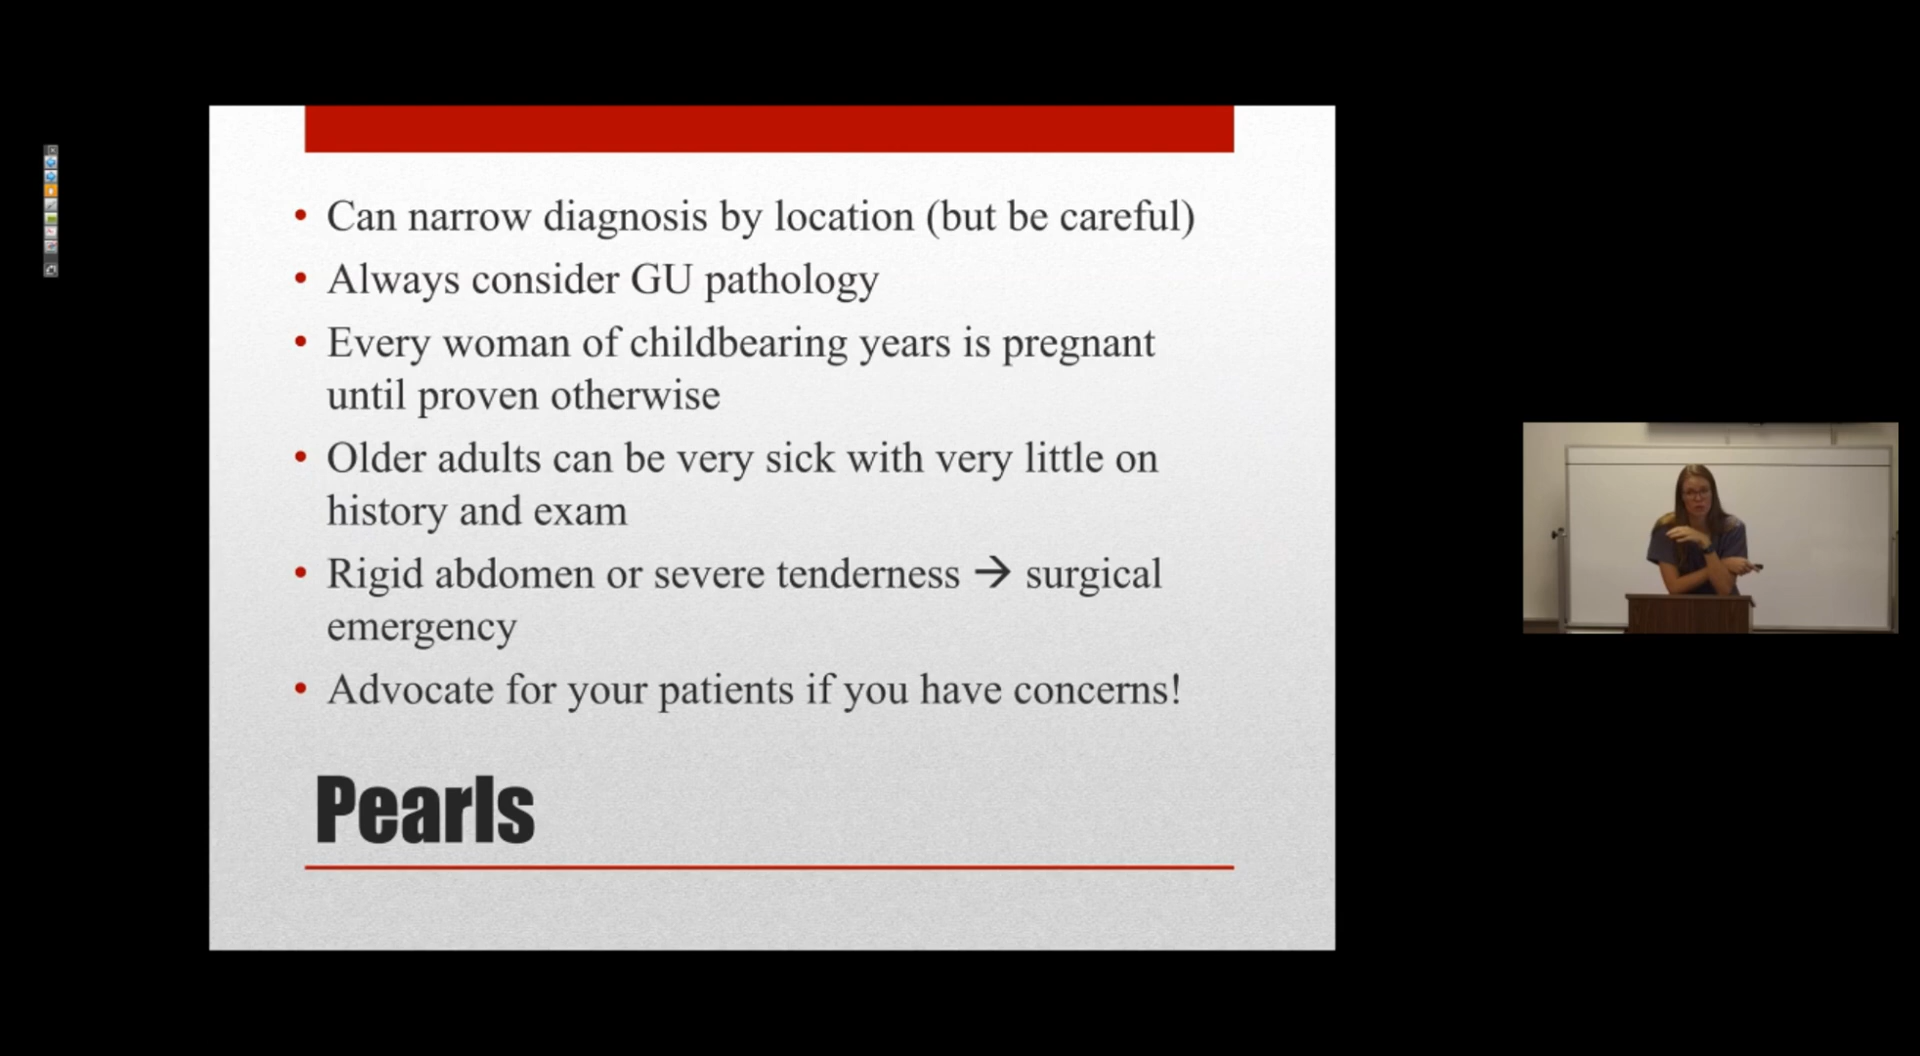 • Can narrow diagnosis by location (but be careful)
• Always consider GU pathology
• Every woman of childbearing years is pregnant
until proven otherwise
• Older adults can be very sick with very little on
history and exam
• Rigid abdomen or severe tenderness → surgical
emergency
• Advocate for your patients if you have concerns!
Pearls